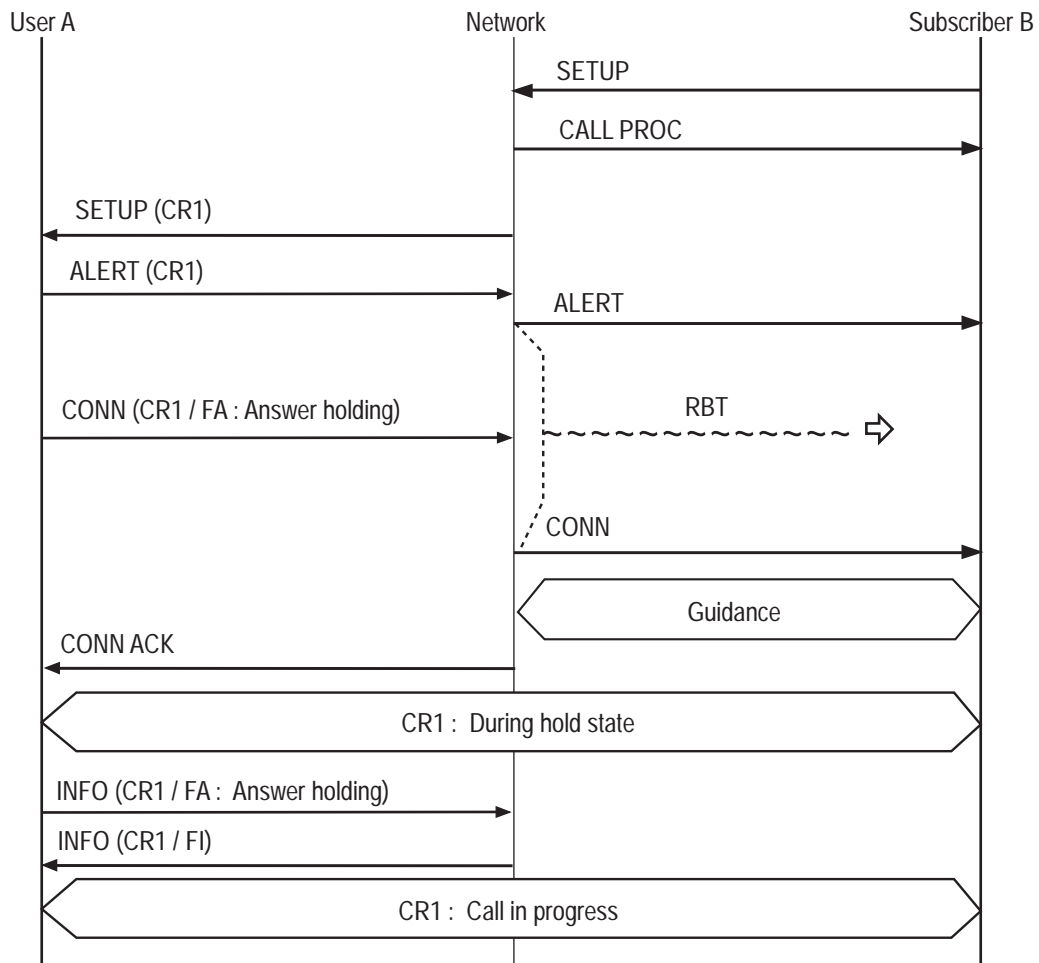 User A
Network
Subscriber B
SETUP
CALL PROC
SETUP (CR1)
ALERT (CR1)
ALERT
CONN (CR1 / FA : Answer holding)
RBT
CONN
Guidance
CONN ACK
CR1 : During hold state
INFO (CR1 / FA : Answer holding)
INFO (CR1 / FI)
CR1 : Call in progress